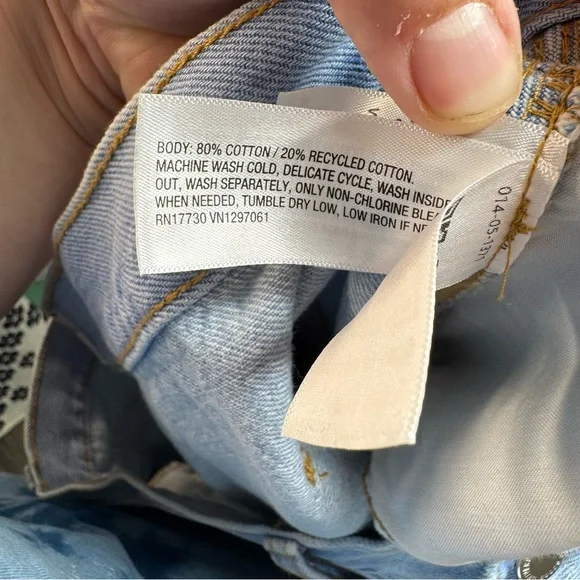 BODY: 80% COTTON / 20% RECYCLED COTTON.
MACHINE WASH COLD, DELICATE CYCLE, WASH INSIDE
OUT, WASH SEPARATELY, ONLY NON-CHLORINE
WHEN NEEDED, TUMBLE DRY LOW, LOW IRON IF
RN17730 VN1297061